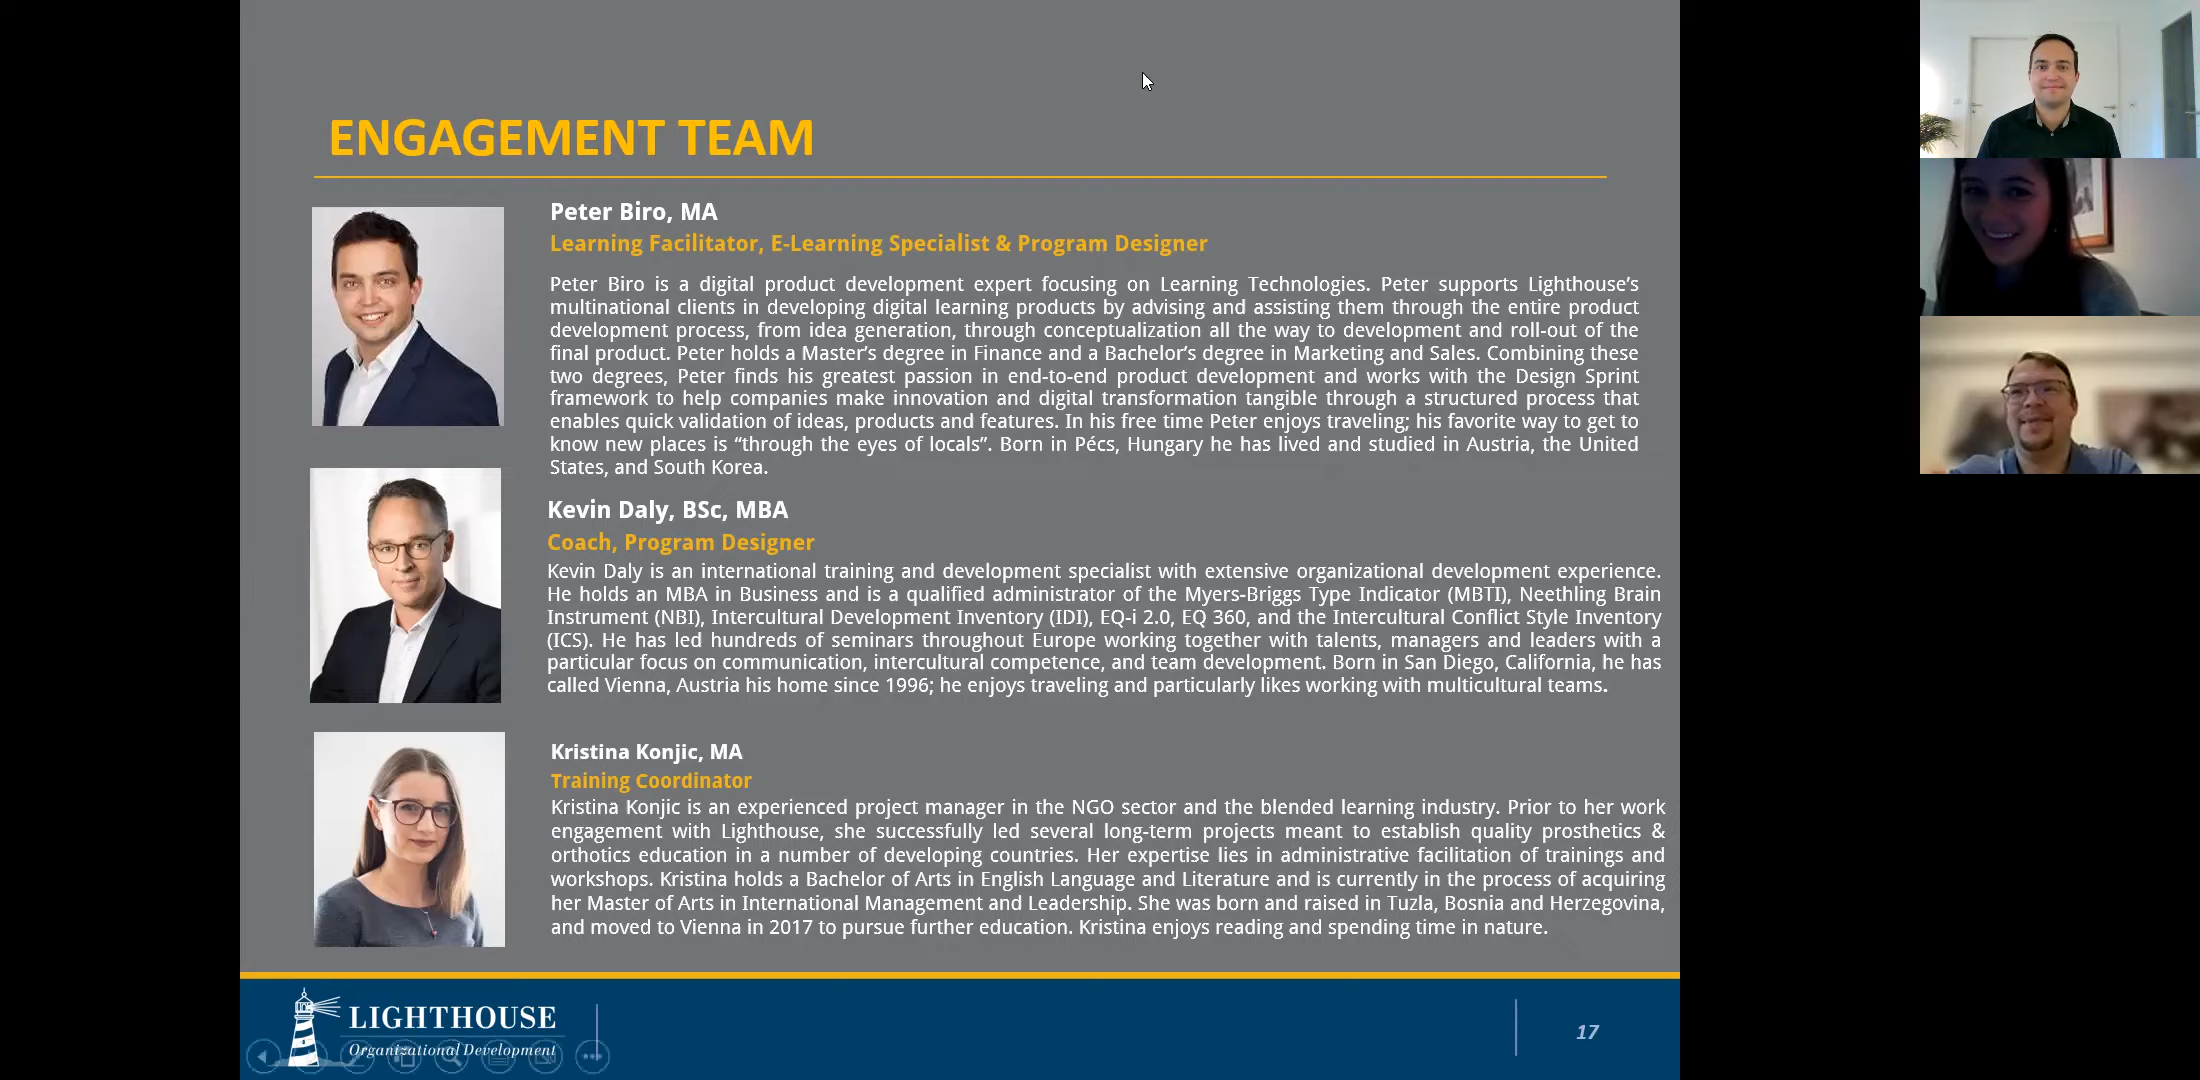 ENGAGEMENT TEAM
Peter Biro, MA
Learning Facilitator, E-Learning Specialist & Program Designer
Peter Biro is a digital product development expert focusing on Learning Technologies. Peter supports Lighthouse’s
multinational clients in developing digital learning products by advising and assisting them through the entire product
development process, from idea generation, through conceptualization all the way to development and roll-out of the
final product. Peter holds a Master’s degree in Finance and a Bachelor’s degree in Marketing and Sales. Combining these
two degrees, Peter finds his greatest passion in end-to-end product development and works with the Design Sprint
framework to help companies make innovation and digital transformation tangible through a structured process that
enables quick validation of ideas, products and features. In his free time Peter enjoys traveling; his favorite way to get to
know new places is “through the eyes of locals”. Born in Pécs, Hungary he has lived and studied in Austria, the United
States, and South Korea.
Kevin Daly, BSc, MBA
Coach, Program Designer
Kevin Daly is an international training and development specialist with extensive organizational development experience.
He holds an MBA in Business and is a qualified administrator of the Myers-Briggs Type Indicator (MBTI), Neethling Brain
Instrument (NBI), Intercultural Development Inventory (IDI), EQ-i 2.0, EQ 360, and the Intercultural Conflict Style Inventory
(ICS). He has led hundreds of seminars throughout Europe working together with talents, managers and leaders with a
particular focus on communication, intercultural competence, and team development. Born in San Diego, California, he has
called Vienna, Austria his home since 1996; he enjoys traveling and particularly likes working with multicultural teams.
Kristina Konjic, MA
Training Coordinator
Kristina Konjic is an experienced project manager in the NGO sector and the blended learning industry. Prior to her work
engagement with Lighthouse, she successfully led several long-term projects meant to establish quality prosthetics &
orthotics education in a number of developing countries. Her expertise lies in administrative facilitation of trainings and
workshops. Kristina holds a Bachelor of Arts in English Language and Literature and is currently in the process of acquiring
her Master of Arts in International Management and Leadership. She was born and raised in Tuzla, Bosnia and Herzegovina,
and moved to Vienna in 2017 to pursue further education. Kristina enjoys reading and spending time in nature.
LIGHTHOUSE
Organizational Development
17